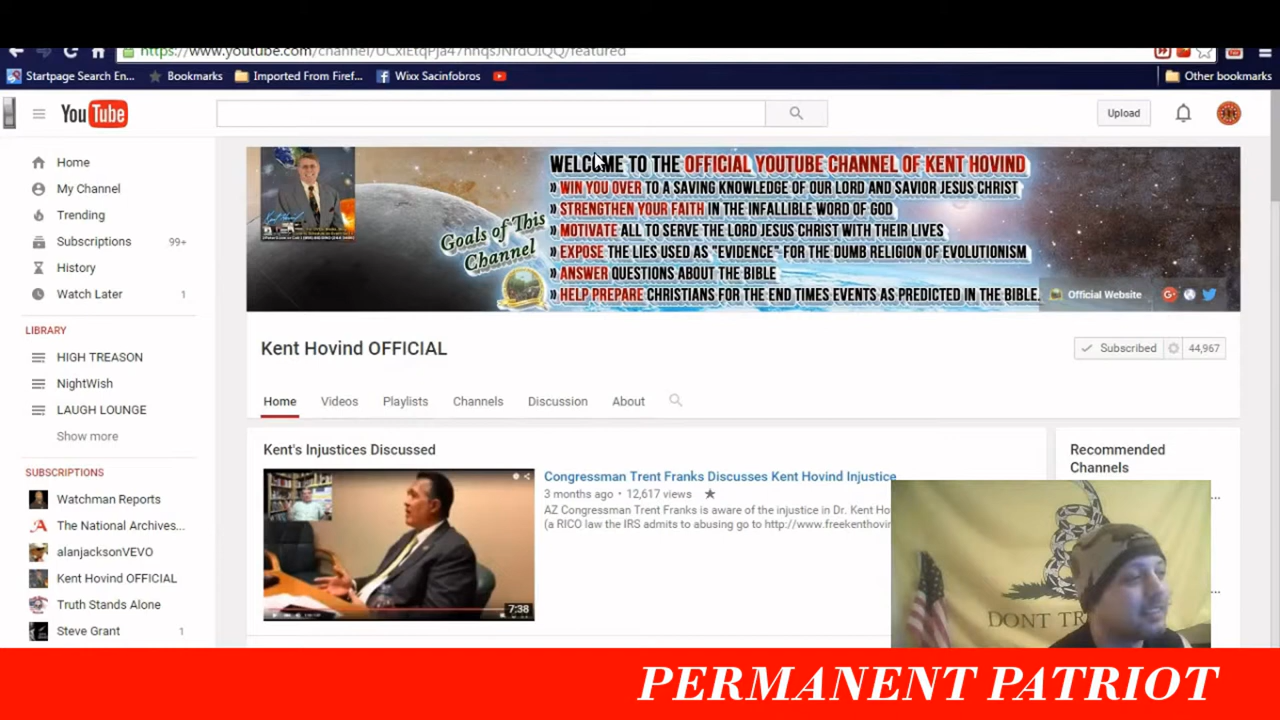 Startpage Search En... Bookmarks Imported From Firef... Wixx Sacinfobros Other bookmarks
YouTube Upload
Home
My Channel
Trending
Subscriptions 99+
History
Watch Later 1
LIBRARY
HIGH TREASON
NightWish
LAUGH LOUNGE
Show more
SUBSCRIPTIONS
Watchman Reports
The National Archives...
alanjacksonVEVO
Kent Hovind OFFICIAL
Truth Stands Alone
Steve Grant 1
WELCOME TO THE OFFICIAL YOUTUBE CHANNEL OF KENT HOVIND
Goals of This
Channel
» WIN YOU OVER TO A SAVING KNOWLEDGE OF OUR LORD AND SAVIOR JESUS CHRIST
» STRENGTHEN YOUR FAITH IN THE INFALLIBLE WORD OF GOD
» MOTIVATE ALL TO SERVE THE LORD JESUS CHRIST WITH THEIR LIVES
» EXPOSE THE LIES USED AS "EVIDENCE" FOR THE DUMB RELIGION OF EVOLUTIONISM
» ANSWER QUESTIONS ABOUT THE BIBLE
» HELP PREPARE CHRISTIANS FOR THE END TIMES EVENTS AS PREDICTED IN THE BIBLE.
Official Website
Kent Hovind OFFICIAL
Subscribed 44,967
Home Videos Playlists Channels Discussion About
Kent's Injustices Discussed
Congressman Trent Franks Discusses Kent Hovind Injustice
3 months ago • 12,617 views
AZ Congressman Trent Franks is aware of the injustice in Dr. Kent Ho
(a RICO law the IRS admits to abusing go to http://www.freekenthovin
7:38
Recommended
Channels
DONT TR
PERMANENT PATRIOT